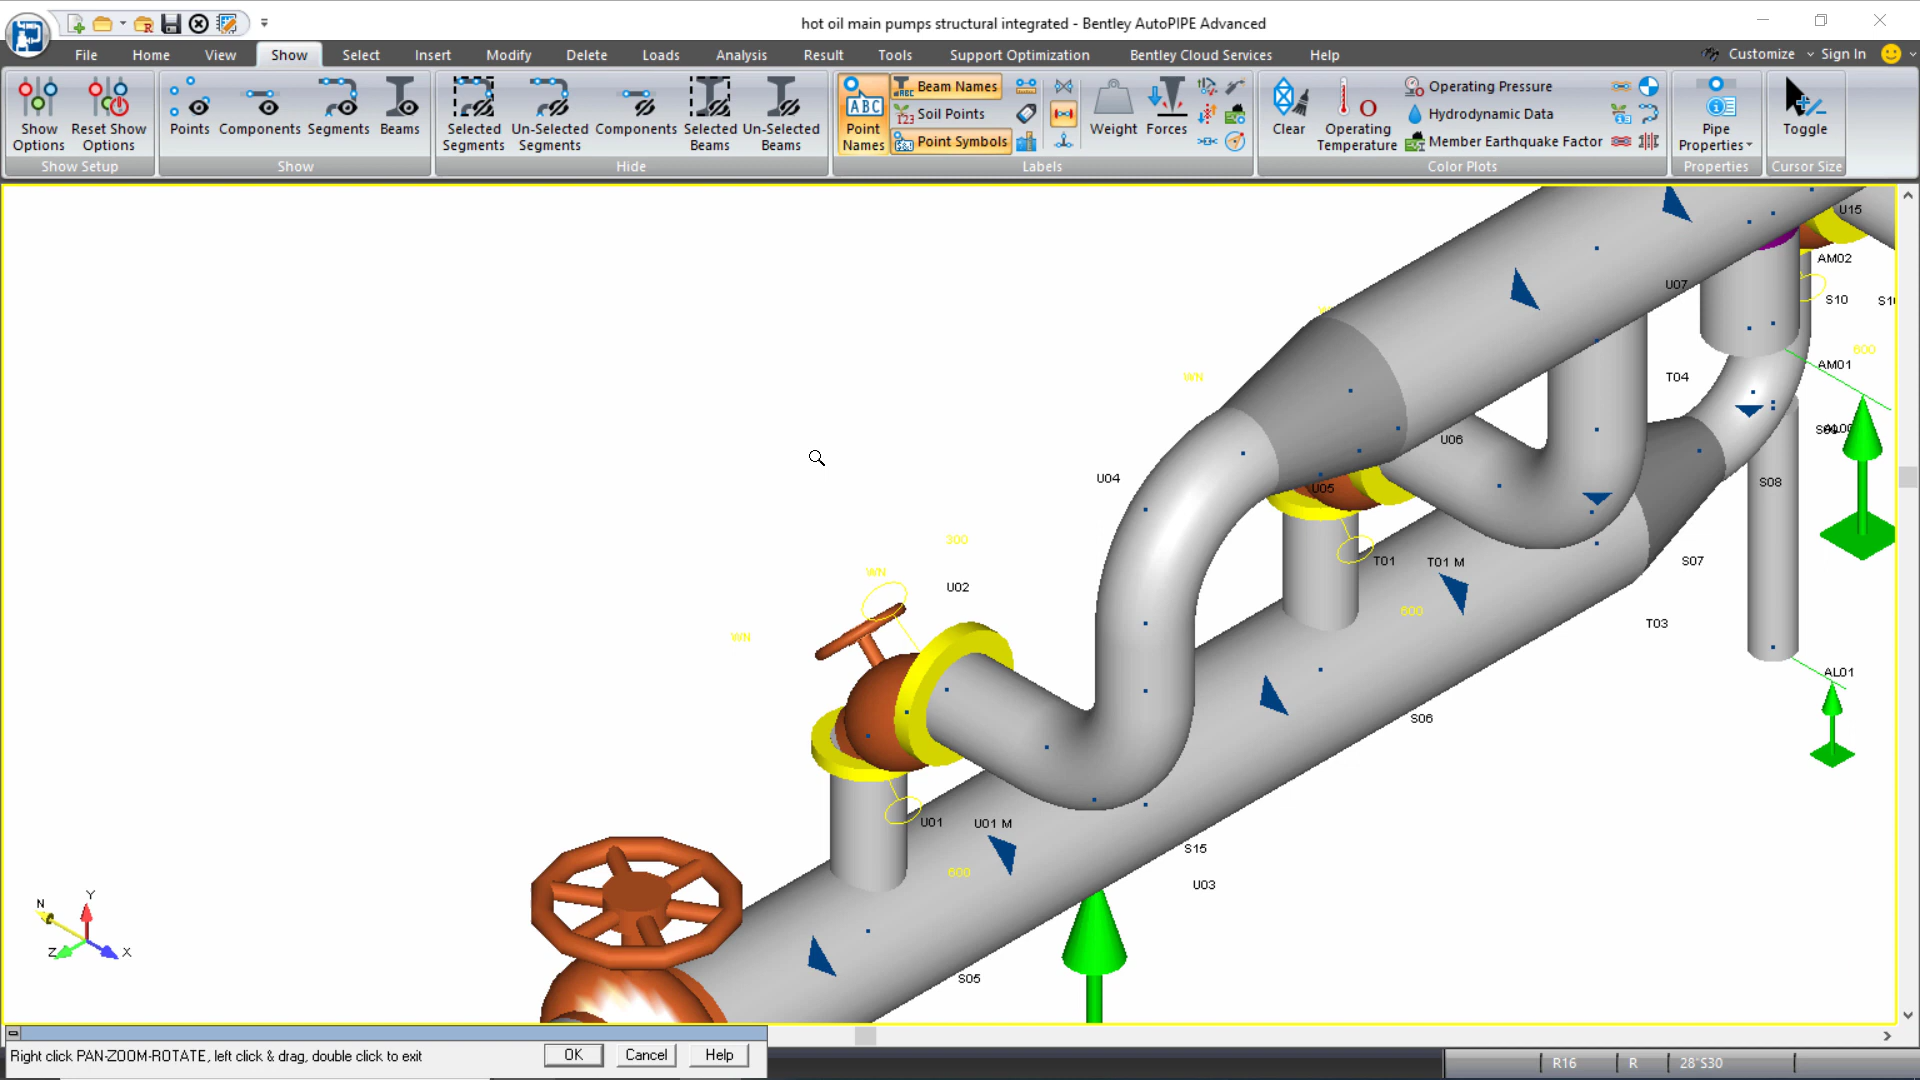 hot oil main pumps structural integrated - Bentley AutoPIPE Advanced
File Home View Show Select Insert Modify Delete Loads Analysis Result Tools Support Optimization Bentley Cloud Services Help Customize Sign In
Show Options
Reset Show Options
Show Setup
Points
Components
Segments
Beams
Show
Selected Segments
Un-Selected Segments
Components
Selected Beams
Un-Selected Beams
Hide
ABC
Point Names
Beam Names
Soil Points
Point Symbols
Weight
Forces
Labels
Clear
Operating Temperature
Operating Pressure
Hydrodynamic Data
Member Earthquake Factor
Color Plots
Pipe Properties
Properties
Toggle
Cursor Size
U15
AM02
U07
S10
600
AM01
T04
WN
U06
U04
S08
U05
300
T01
T01 M
S07
WN
U02
600
T03
WN
AL01
S06
U01
U01 M
S15
600
U03
N
Y
Z
X
S05
Right click PAN-ZOOM-ROTATE, left click & drag, double click to exit
OK
Cancel
Help
R16
R
28"S30